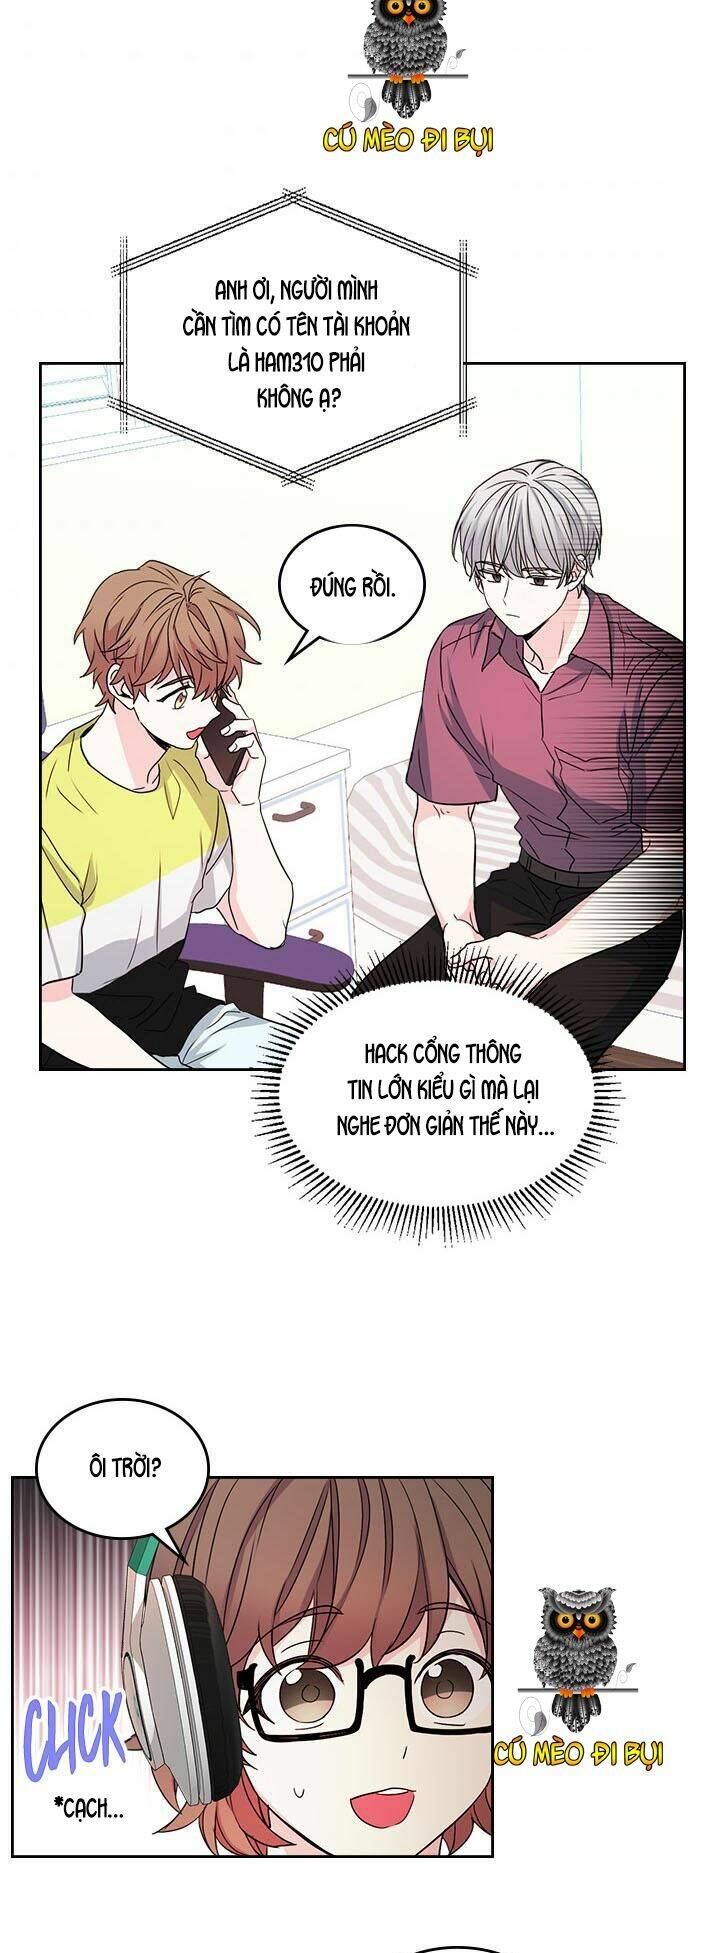 CÚ MÈO ĐI BỤI
ANH ƠI, NGƯỜI MÌNH
CẦN TÌM CÓ TÊN TÀI KHOẢN
LÀ HAM310 PHẢI
KHÔNG Ạ?
ĐÚNG RỒI.
HACK CỔNG THÔNG
TIN LỚN KIỂU GÌ MÀ LẠI
NGHE ĐƠN GIẢN THẾ NÀY...
ÔI TRỜI?
CLICK
*CẠCH...
CÚ MÈO ĐI BỤI